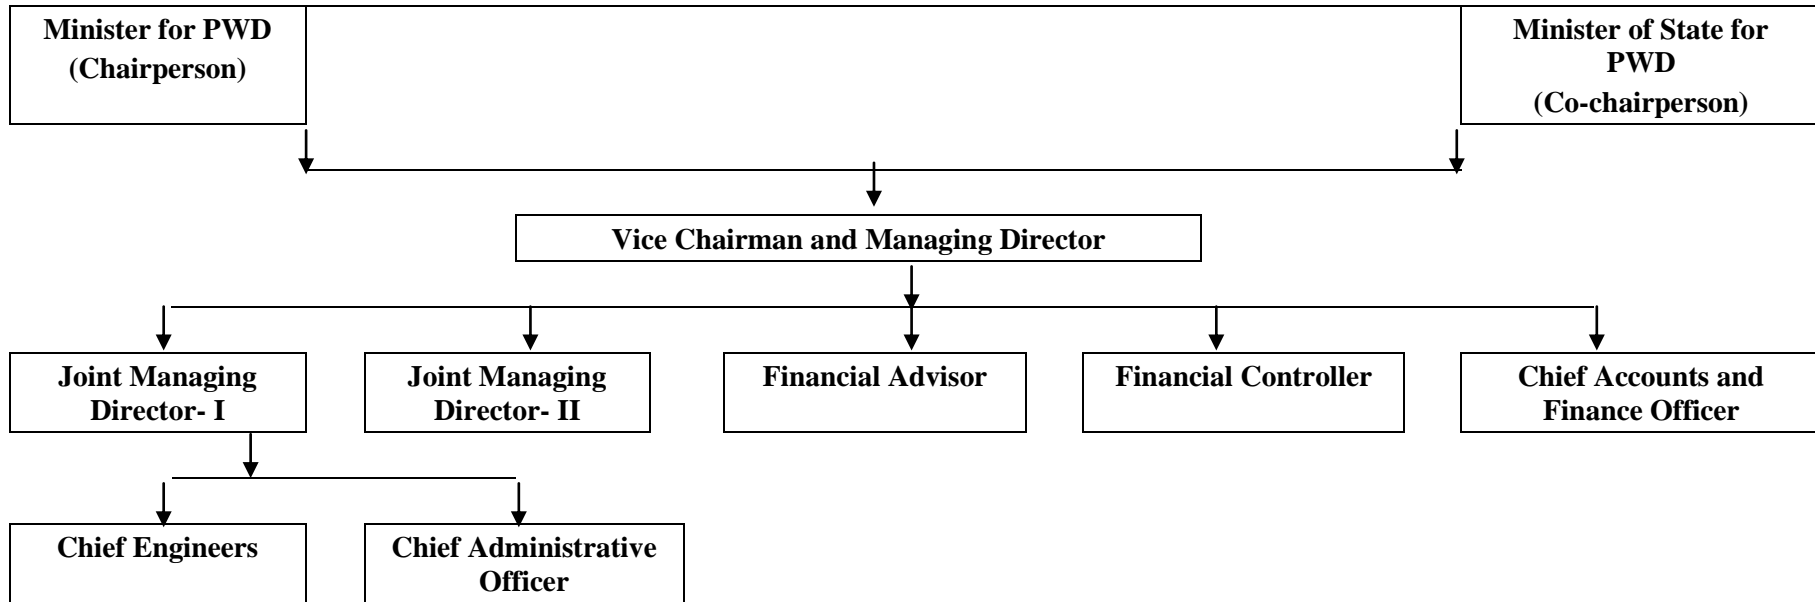 Minister for PWD
(Chairperson)
Minister of State for
PWD
(Co-chairperson)
Vice Chairman and Managing Director
Joint Managing
Director- I
Joint Managing
Director- II
Financial Advisor
Financial Controller
Chief Accounts and
Finance Officer
Chief Engineers
Chief Administrative
Officer